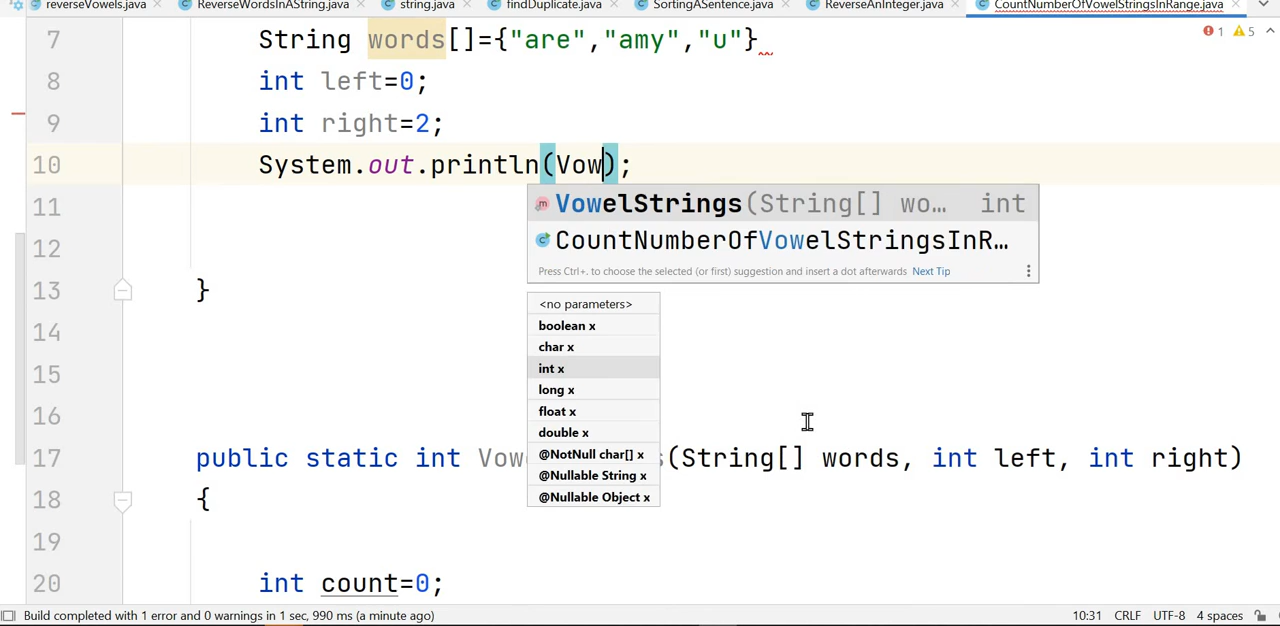 reverseVowels.java ReverseWordsInAString.java string.java findDuplicate.java SortingASentence.java ReverseAnInteger.java CountNumberOfVowelStringsInRange.java
7 String words[]={"are","amy","u"} 1 5
8 int left=0;
9 int right=2;
10 System.out.println(Vow);
11 VowelStrings(String[] wo… int
12 CountNumberOfVowelStringsInR…
Press Ctrl+. to choose the selected (or first) suggestion and insert a dot afterwards Next Tip
13 }
<no parameters>
boolean x
14
char x
int x
15
long x
float x
16
double x
@NotNull char[] x
17 public static int Vow s(String[] words, int left, int right)
@Nullable String x
18 {
@Nullable Object x
19
20 int count=0;
Build completed with 1 error and 0 warnings in 1 sec, 990 ms (a minute ago) 10:31 CRLF UTF-8 4 spaces